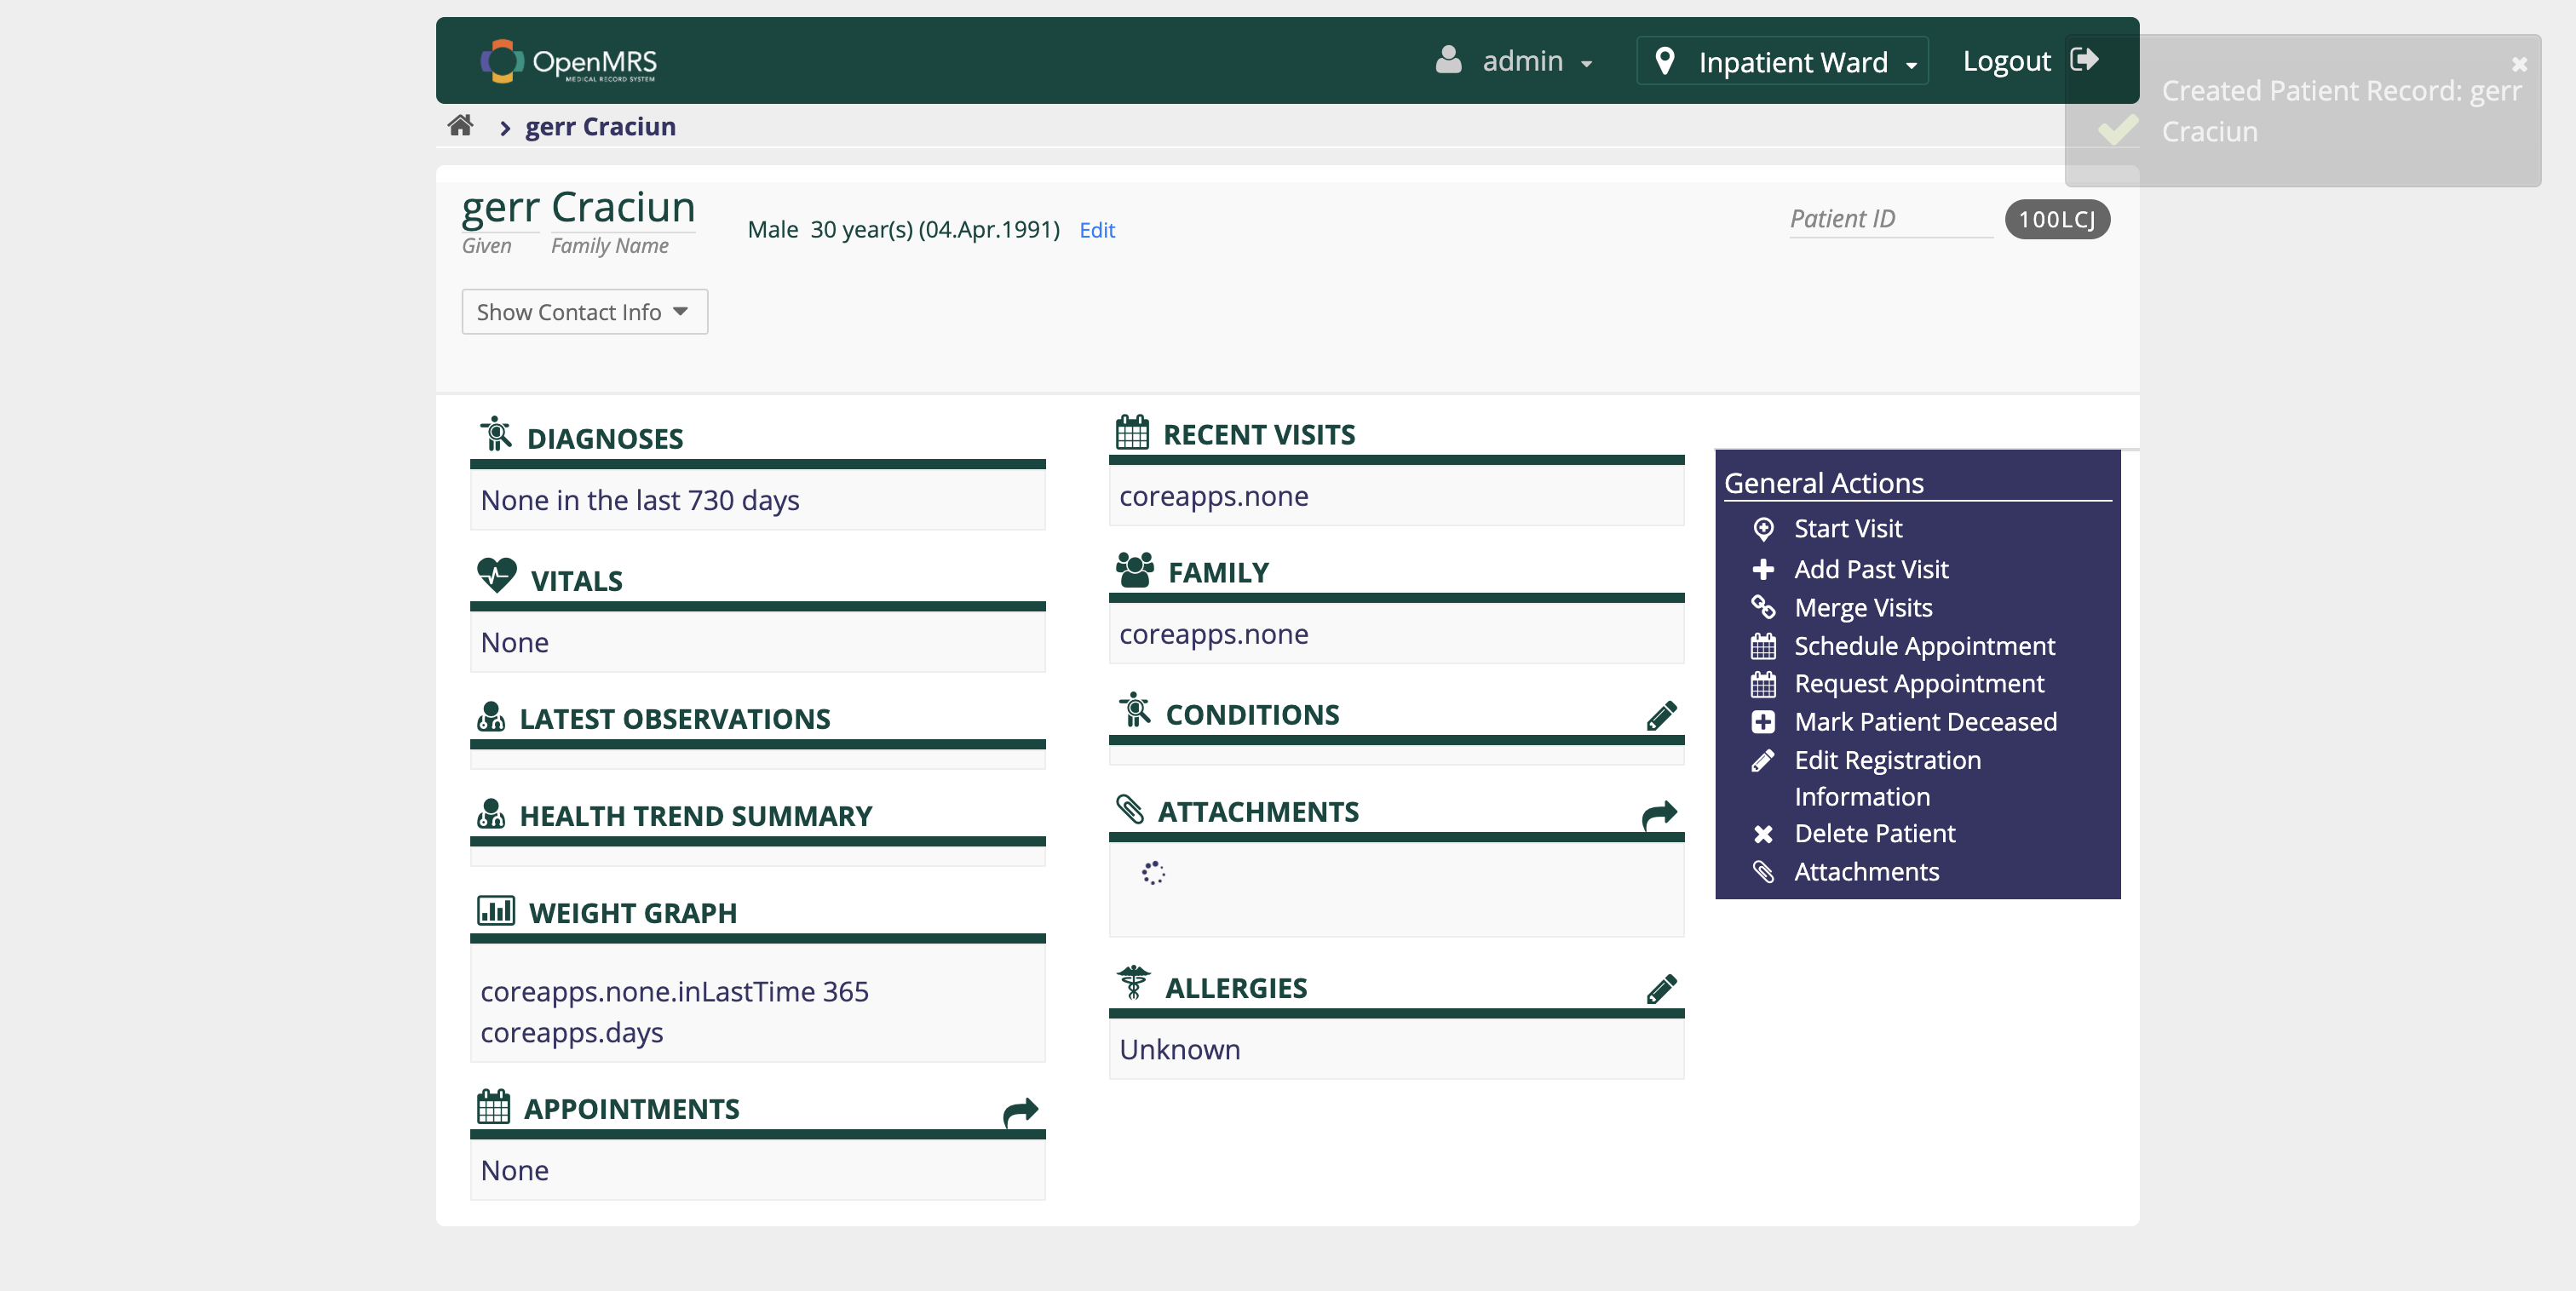 OpenMRS
MEDICAL RECORD SYSTEM
admin
Inpatient Ward
Logout
Created Patient Record: gerr
Craciun
gerr Craciun
gerr Craciun
Given Family Name
Male 30 year(s) (04.Apr.1991) Edit
Patient ID 100LCJ
Show Contact Info
DIAGNOSES
None in the last 730 days
VITALS
None
LATEST OBSERVATIONS
HEALTH TREND SUMMARY
WEIGHT GRAPH
coreapps.none.inLastTime 365
coreapps.days
APPOINTMENTS
None
RECENT VISITS
coreapps.none
FAMILY
coreapps.none
CONDITIONS
ATTACHMENTS
ALLERGIES
Unknown
General Actions
Start Visit
Add Past Visit
Merge Visits
Schedule Appointment
Request Appointment
Mark Patient Deceased
Edit Registration
Information
Delete Patient
Attachments